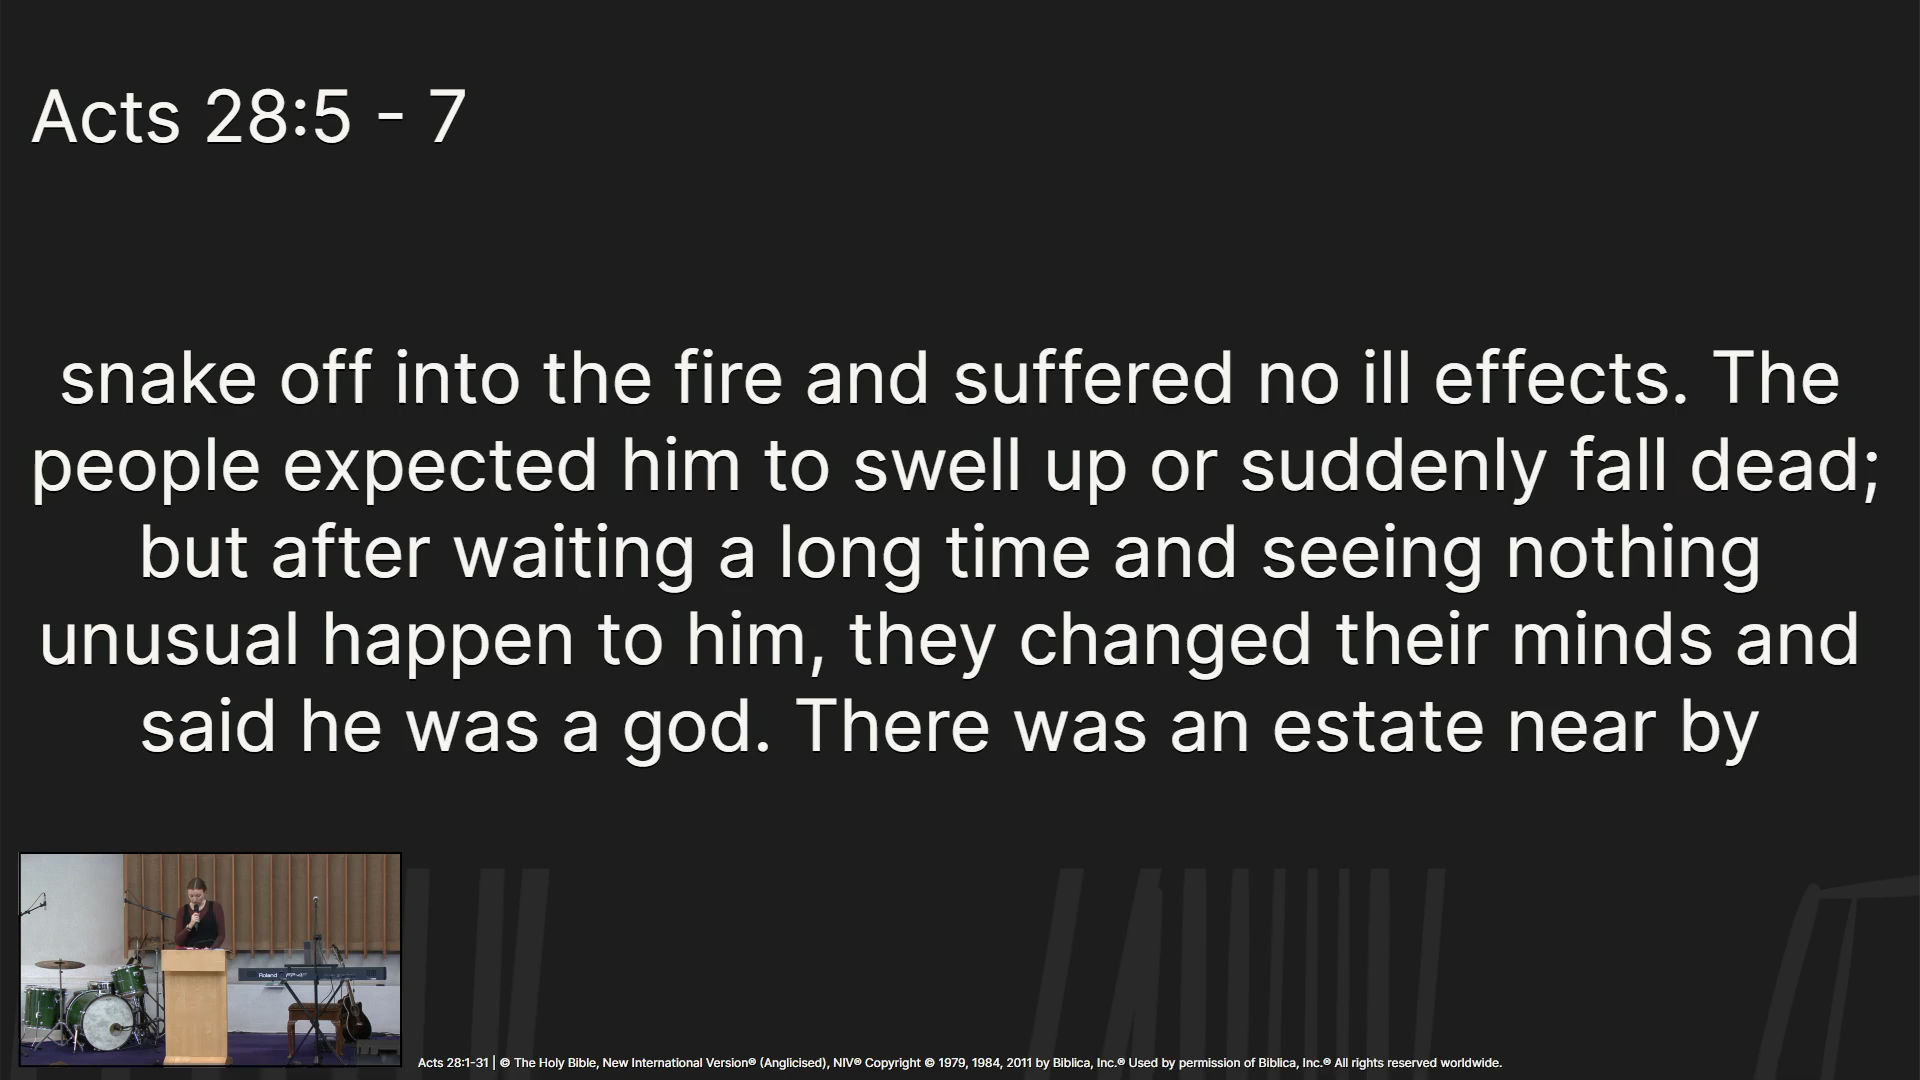 Acts 28:5 - 7
snake off into the fire and suffered no ill effects. The
people expected him to swell up or suddenly fall dead;
but after waiting a long time and seeing nothing
unusual happen to him, they changed their minds and
said he was a god. There was an estate near by
Roland FP-4F
Acts 28:1-31 | © The Holy Bible, New International Version® (Anglicised), NIV® Copyright © 1979, 1984, 2011 by Biblica, Inc.® Used by permission of Biblica, Inc.® All rights reserved worldwide.